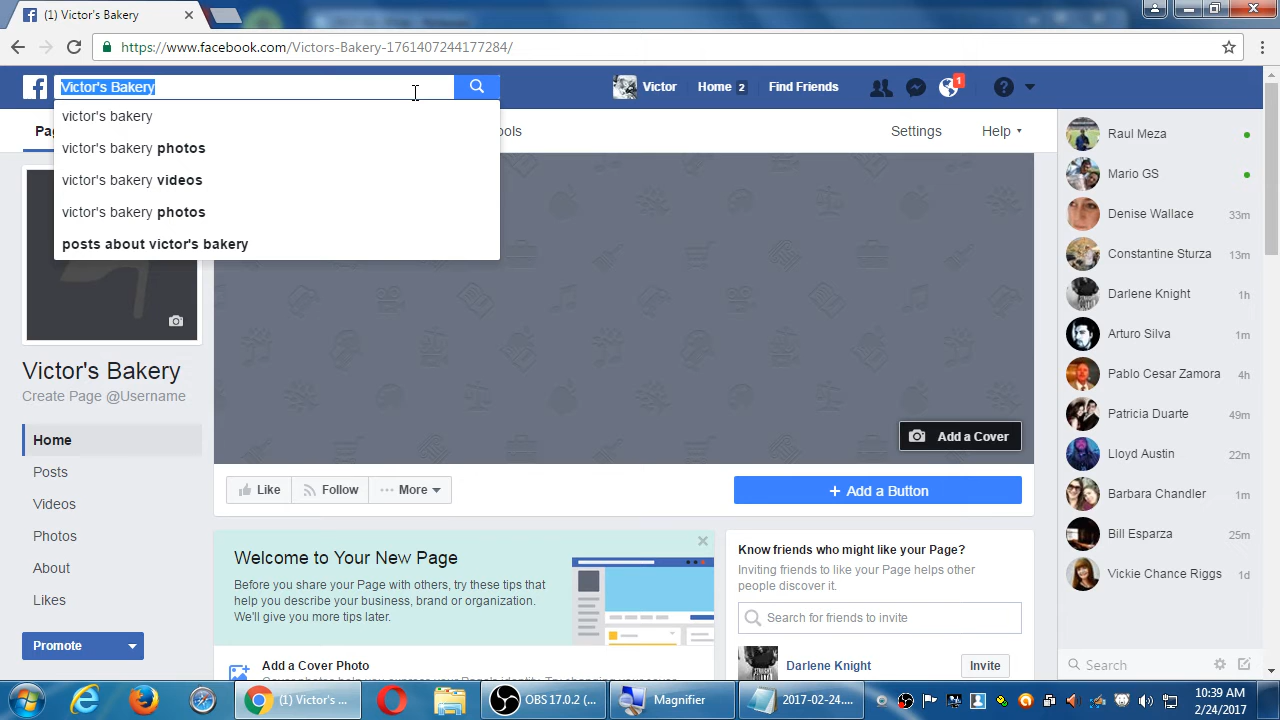 (1) Victor's Bakery
https://www.facebook.com/Victors-Bakery-1761407244177284/
Victor's Bakery
Victor
Home 2
Find Friends
1
victor's bakery
victor's bakery photos
victor's bakery videos
victor's bakery photos
posts about victor's bakery
Settings
Help
Victor's Bakery
Create Page @Username
Home
Posts
Videos
Photos
About
Likes
Promote
Add a Cover
Like
Follow
More
+ Add a Button
Welcome to Your New Page
Before you share your Page with others, try these tips that
help you describe your business, brand or organization.
We'll give you more tips later.
Add a Cover Photo
Know friends who might like your Page?
Inviting friends to like your Page helps other
people discover it.
Search for friends to invite
Darlene Knight
Invite
Raul Meza
Mario GS
Denise Wallace 33m
Constantine Sturza 13m
Darlene Knight 1h
Arturo Silva 1m
Pablo Cesar Zamora 4h
Patricia Duarte 49m
Lloyd Austin 22m
Barbara Chandler 1m
Bill Esparza 25m
Vickie Chance Riggs 1d
Search
(1) Victor's ...
OBS 17.0.2 (...
Magnifier
2017-02-24....
10:39 AM
2/24/2017